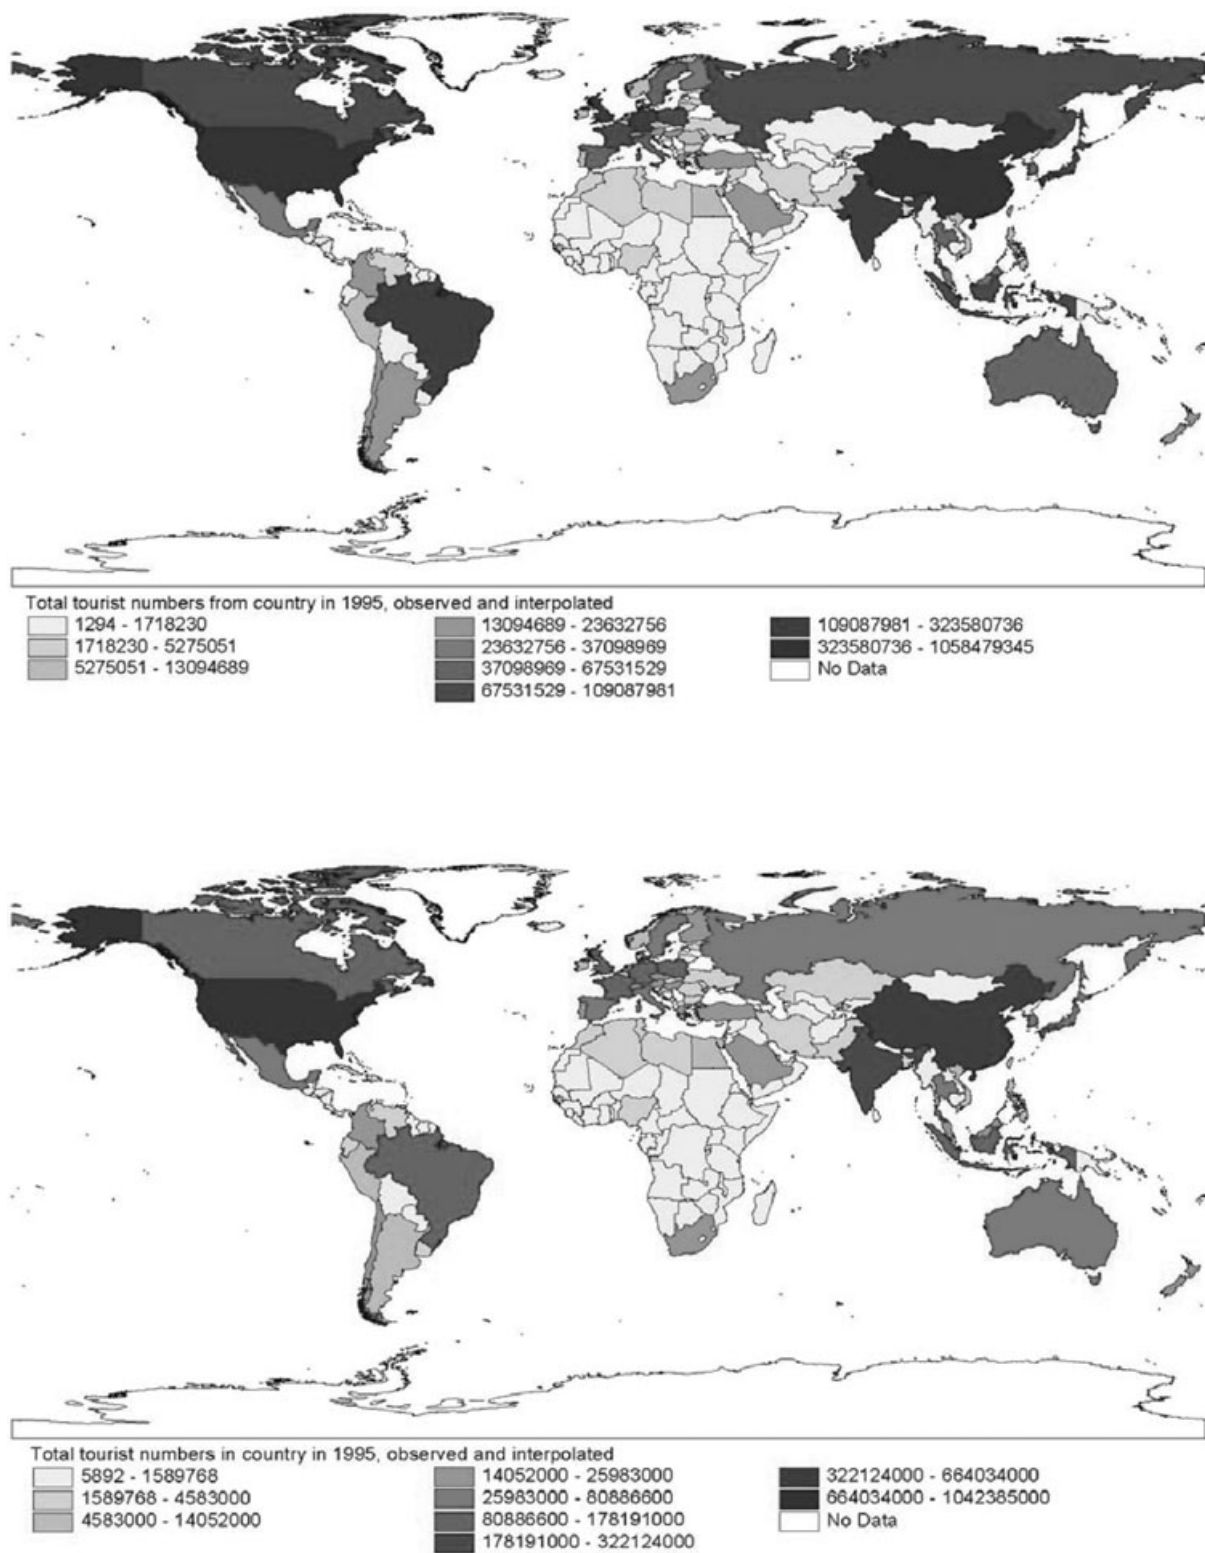 Total tourist numbers from country in 1995, observed and interpolated
1294 - 1718230
1718230 - 5275051
5275051 - 13094689
13094689 - 23632756
23632756 - 37098969
37098969 - 67531529
67531529 - 109087981
109087981 - 323580736
323580736 - 1058479345
No Data
Total tourist numbers in country in 1995, observed and interpolated
5892 - 1589768
1589768 - 4583000
4583000 - 14052000
14052000 - 25983000
25983000 - 80886600
80886600 - 178191000
178191000 - 322124000
322124000 - 664034000
664034000 - 1042385000
No Data